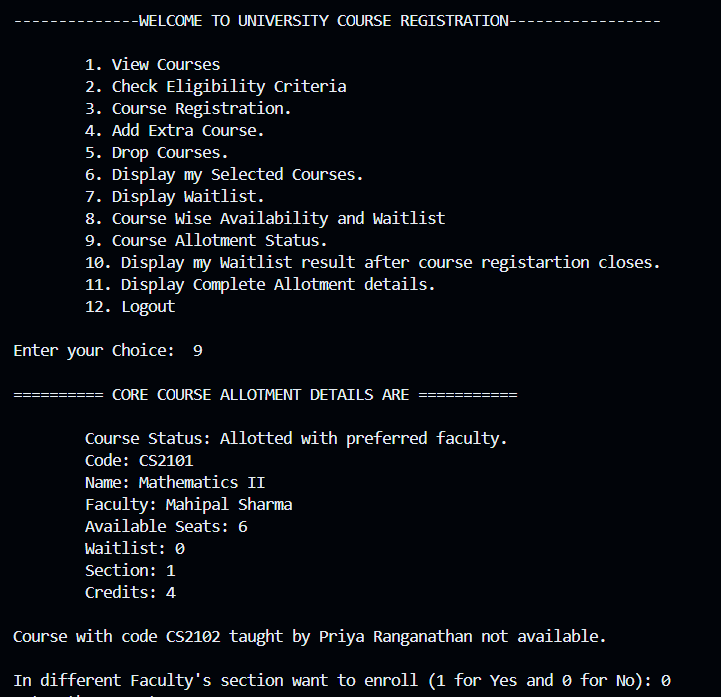 --------------WELCOME TO UNIVERSITY COURSE REGISTRATION-----------------
1. View Courses
2. Check Eligibility Criteria
3. Course Registration.
4. Add Extra Course.
5. Drop Courses.
6. Display my Selected Courses.
7. Display Waitlist.
8. Course Wise Availability and Waitlist
9. Course Allotment Status.
10. Display my Waitlist result after course registartion closes.
11. Display Complete Allotment details.
12. Logout
Enter your Choice:  9
========== CORE COURSE ALLOTMENT DETAILS ARE ===========
Course Status: Allotted with preferred faculty.
Code: CS2101
Name: Mathematics II
Faculty: Mahipal Sharma
Available Seats: 6
Waitlist: 0
Section: 1
Credits: 4
Course with code CS2102 taught by Priya Ranganathan not available.
In different Faculty's section want to enroll (1 for Yes and 0 for No): 0